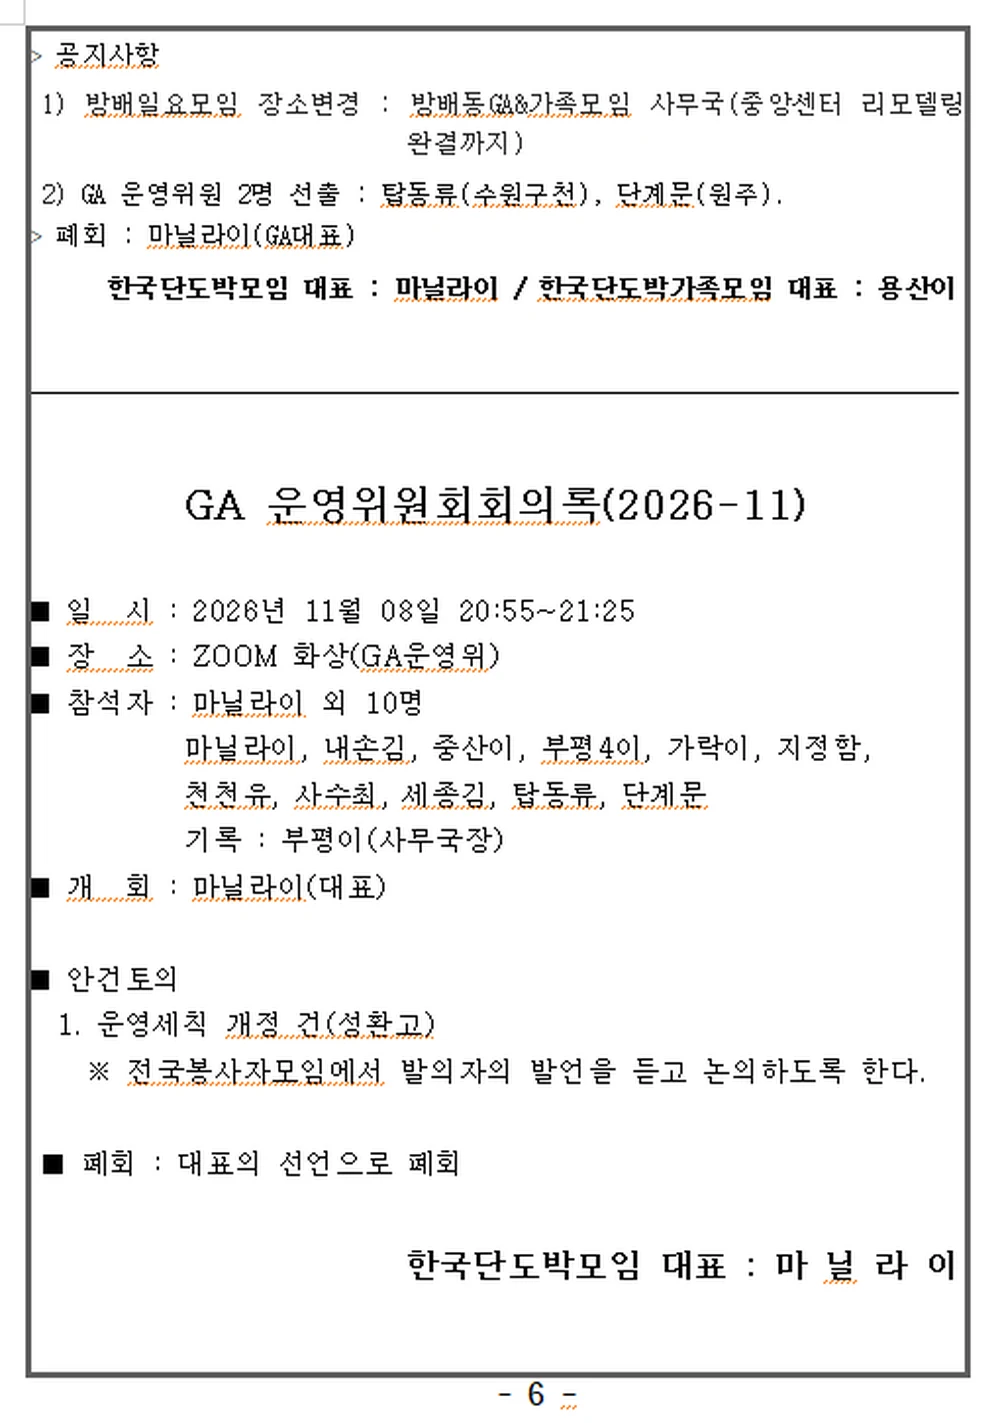 > 공지사항
1) 방배일요모임 장소변경 : 방배동GA&가족모임 사무국(중앙센터 리모델링
완결까지)
2) GA 운영위원 2명 선출 : 탑동류(수원구천), 단계문(원주).
> 폐회 : 마닐라이(GA대표)
한국단도박모임 대표 : 마닐라이 / 한국단도박가족모임 대표 : 용산이
GA 운영위원회회의록(2026-11)
■ 일 시 : 2026년 11월 08일 20:55~21:25
■ 장 소 : ZOOM 화상(GA운영위)
■ 참석자 : 마닐라이 외 10명
마닐라이, 내손김, 중산이, 부평4이, 가락이, 지정함,
천천유, 사수최, 세종김, 탑동류, 단계문
기록 : 부평이(사무국장)
■ 개 회 : 마닐라이(대표)
■ 안건토의
1. 운영세칙 개정 건(성환고)
※ 전국봉사자모임에서 발의자의 발언을 듣고 논의하도록 한다.
■ 폐회 : 대표의 선언으로 폐회
한국단도박모임 대표 : 마 닐 라 이
- 6 -